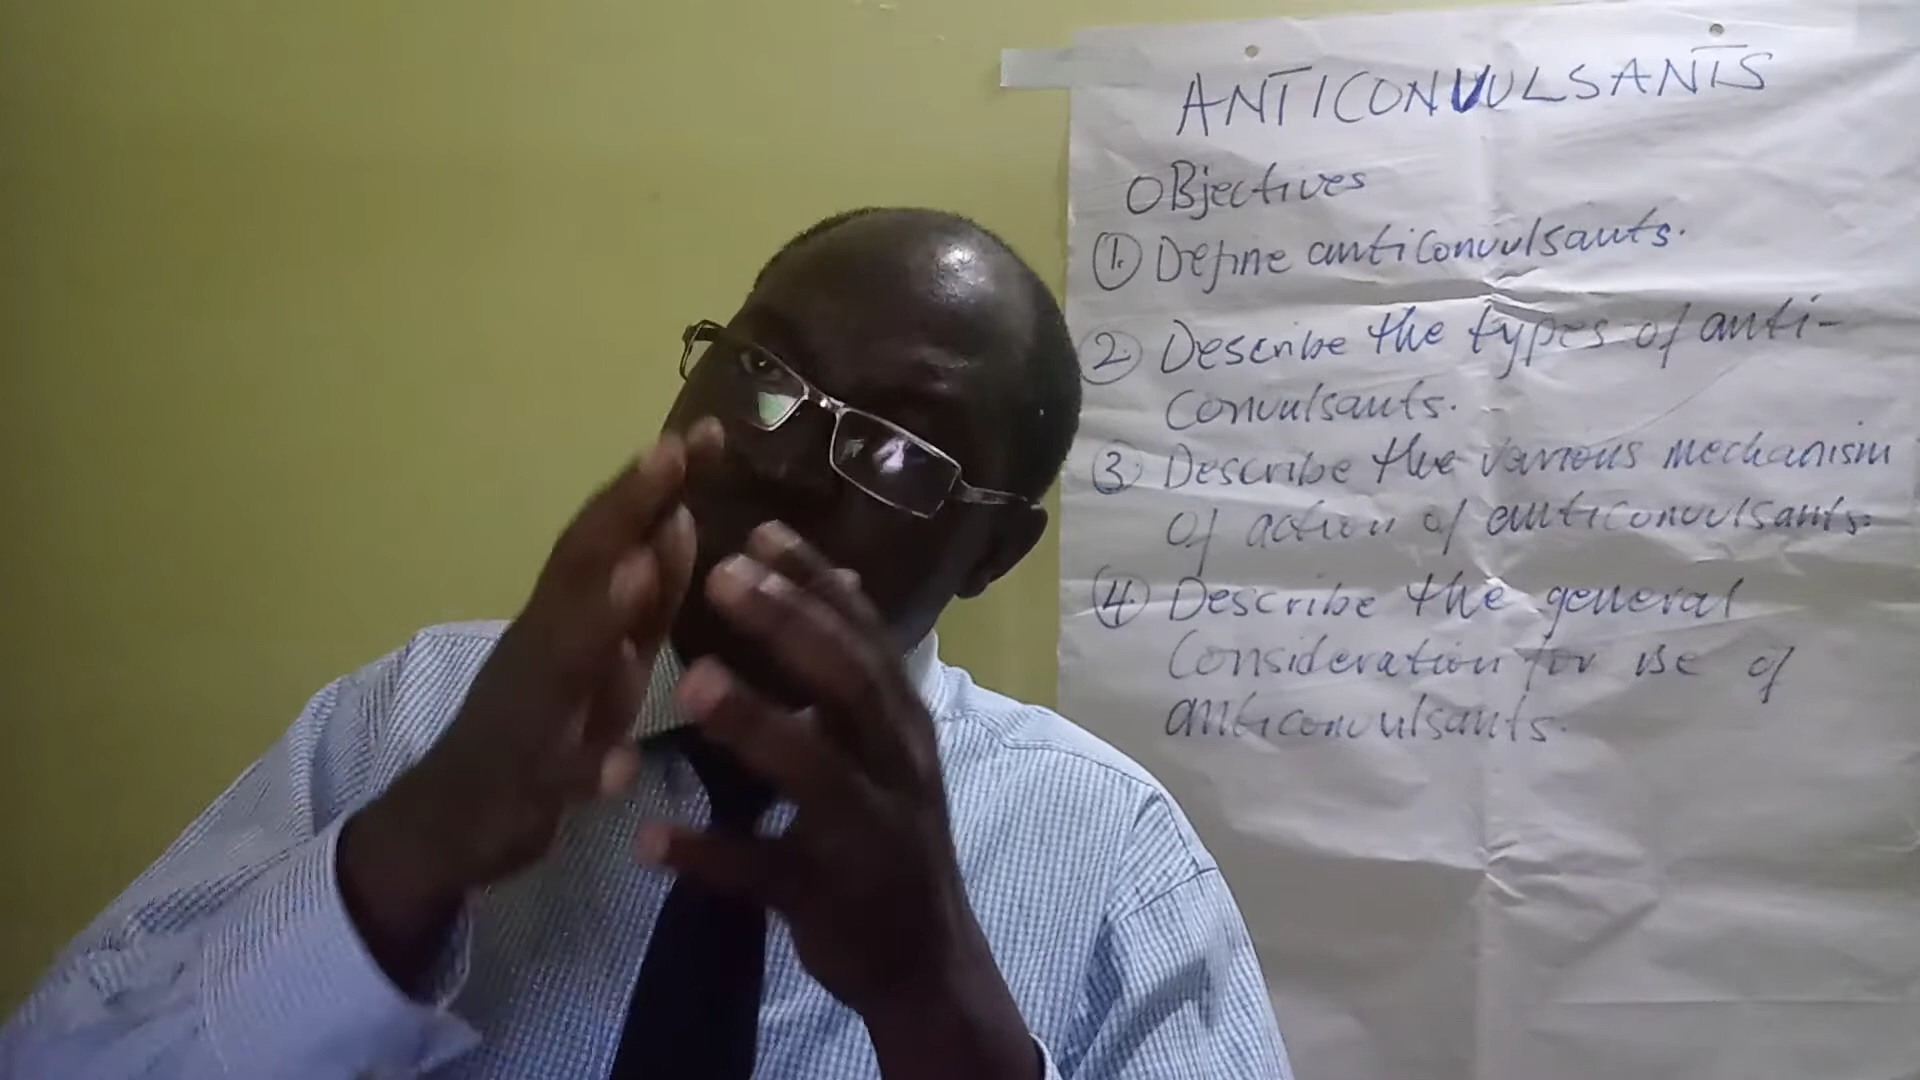 ANTICONVULSANTS
OBjectives
1. Define anticonvulsants.
2 Describe the types of anti-
convulsants.
3 Describe the various mechanism
of action of anticonvulsants.
4. Describe the general
Consideration for use of
anticonvulsants.